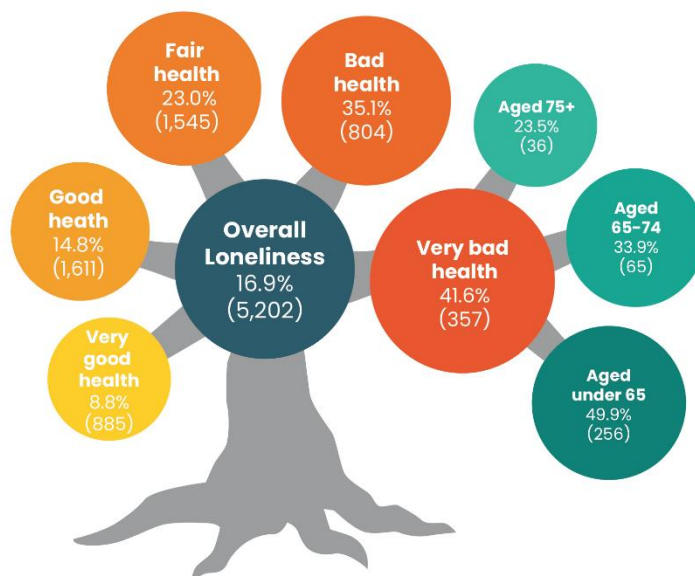 Fair
health
23.0%
(1,545)
Bad
health
35.1%
(804)
Aged 75+
23.5%
(36)
Good
heath
14.8%
(1,611)
Overall
Loneliness
16.9%
(5,202)
Very bad
health
41.6%
(357)
Aged
65-74
33.9%
(65)
Very
good
health
8.8%
(885)
Aged
under 65
49.9%
(256)